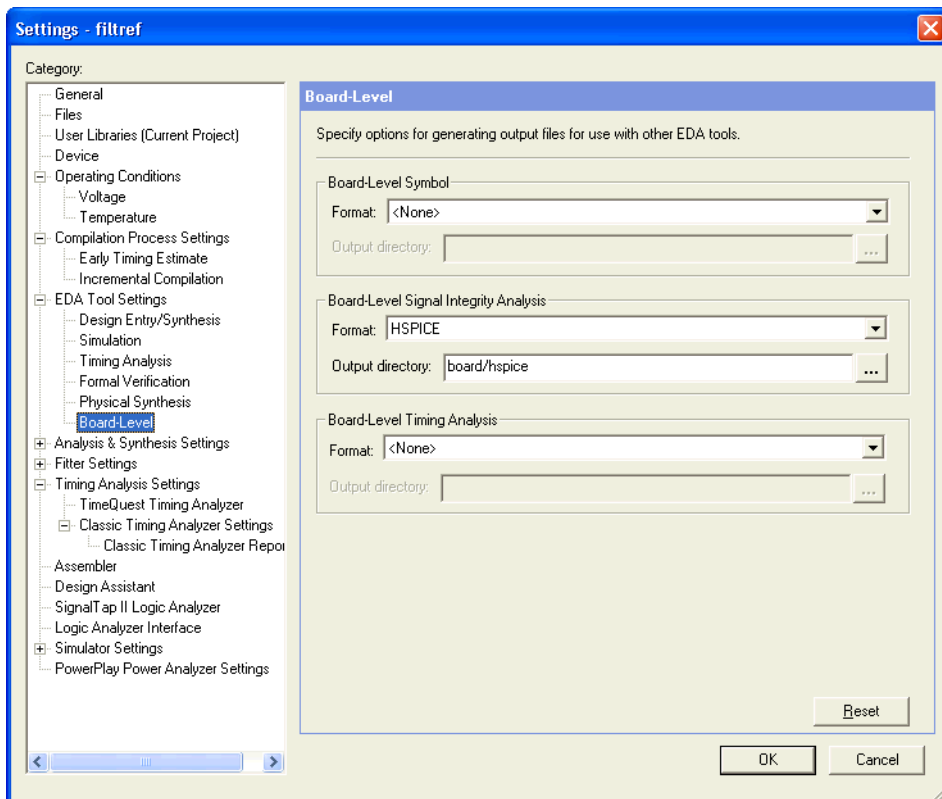 Settings - filtref
Category:
General
Files
User Libraries (Current Project)
Device
Operating Conditions
Voltage
Temperature
Compilation Process Settings
Early Timing Estimate
Incremental Compilation
EDA Tool Settings
Design Entry/Synthesis
Simulation
Timing Analysis
Formal Verification
Physical Synthesis
Board-Level
Analysis & Synthesis Settings
Fitter Settings
Timing Analysis Settings
TimeQuest Timing Analyzer
Classic Timing Analyzer Settings
Classic Timing Analyzer Repor
Assembler
Design Assistant
SignalTap II Logic Analyzer
Logic Analyzer Interface
Simulator Settings
PowerPlay Power Analyzer Settings
Board-Level
Specify options for generating output files for use with other EDA tools.
Board-Level Symbol
Format: <None>
Output directory: ...
Board-Level Signal Integrity Analysis
Format: HSPICE
Output directory: board/hspice ...
Board-Level Timing Analysis
Format: <None>
Output directory: ...
Reset
OK Cancel